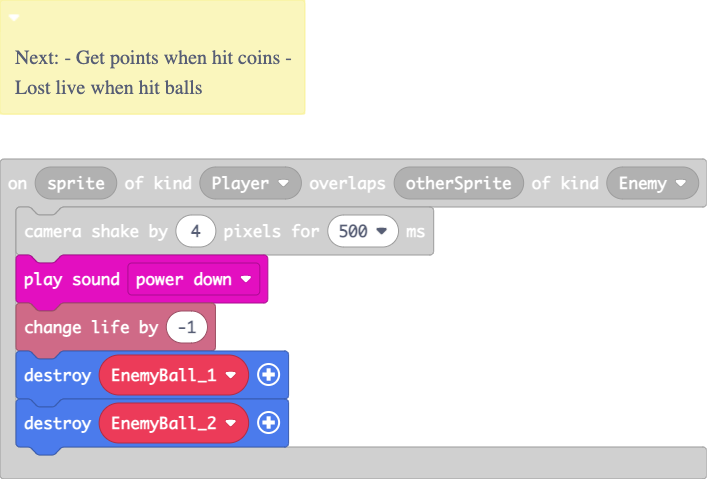 Next: - Get points when hit coins -
Lost live when hit balls
on sprite of kind Player overlaps otherSprite of kind Enemy
camera shake by 4 pixels for 500 ms
play sound power down
change life by -1
destroy EnemyBall_1
destroy EnemyBall_2